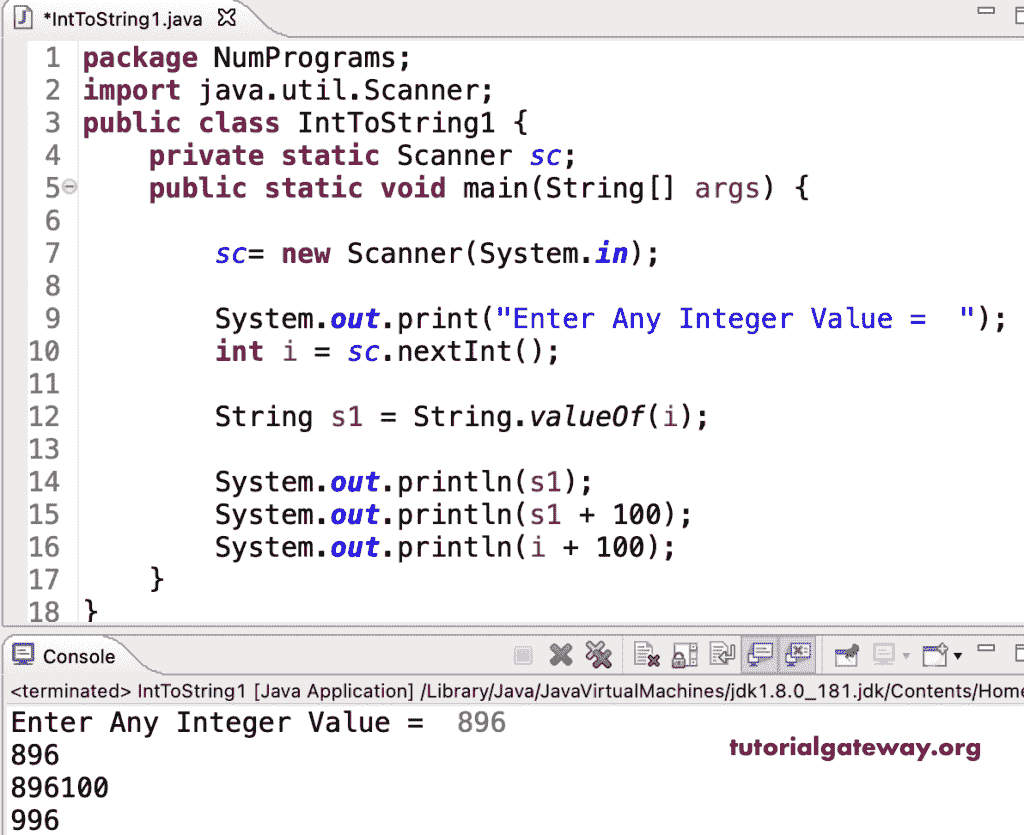 *IntToString1.java
1 package NumPrograms;
2 import java.util.Scanner;
3 public class IntToString1 {
4     private static Scanner sc;
5     public static void main(String[] args) {
6
7         sc= new Scanner(System.in);
8
9         System.out.print("Enter Any Integer Value =  ");
10         int i = sc.nextInt();
11
12         String s1 = String.valueOf(i);
13
14         System.out.println(s1);
15         System.out.println(s1 + 100);
16         System.out.println(i + 100);
17     }
18 }
Console
<terminated> IntToString1 [Java Application] /Library/Java/JavaVirtualMachines/jdk1.8.0_181.jdk/Contents/Home
Enter Any Integer Value =  896
896
tutorialgateway.org
896100
996